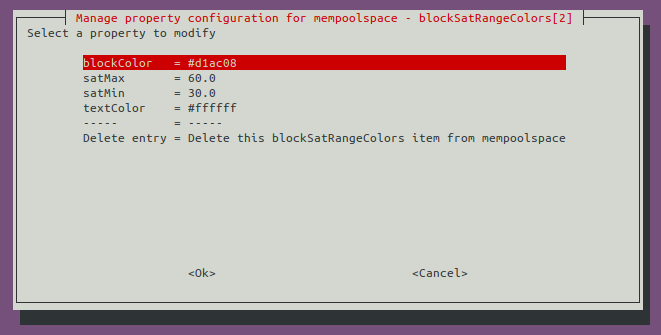 Manage property configuration for mempoolspace - blockSatRangeColors[2]
Select a property to modify
blockColor = #d1ac08
satMax = 60.0
satMin = 30.0
textColor = #ffffff
----- = -----
Delete entry = Delete this blockSatRangeColors item from mempoolspace
<Ok> <Cancel>